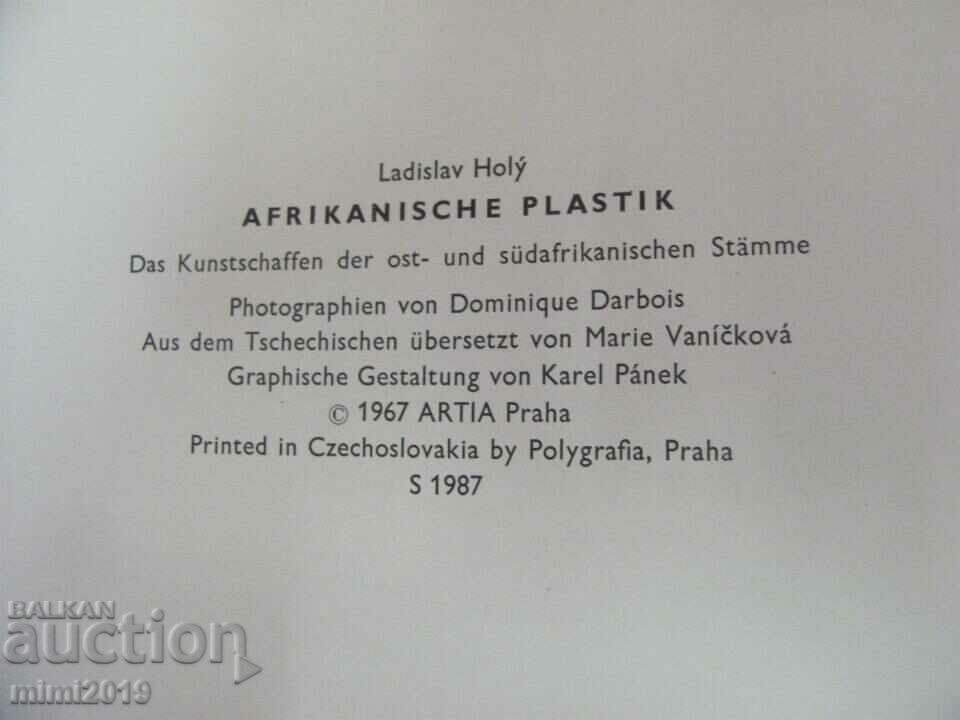 Ladislav Holý
AFRIKANISCHE PLASTIK
Das Kunstschaffen der ost- und südafrikanischen Stämme
Photographien von Dominique Darbois
Aus dem Tschechischen übersetzt von Marie Vaníčková
Graphische Gestaltung von Karel Pánek
© 1967 ARTIA Praha
Printed in Czechoslovakia by Polygrafia, Praha
S 1987
BALKAN
auction
mimi2019